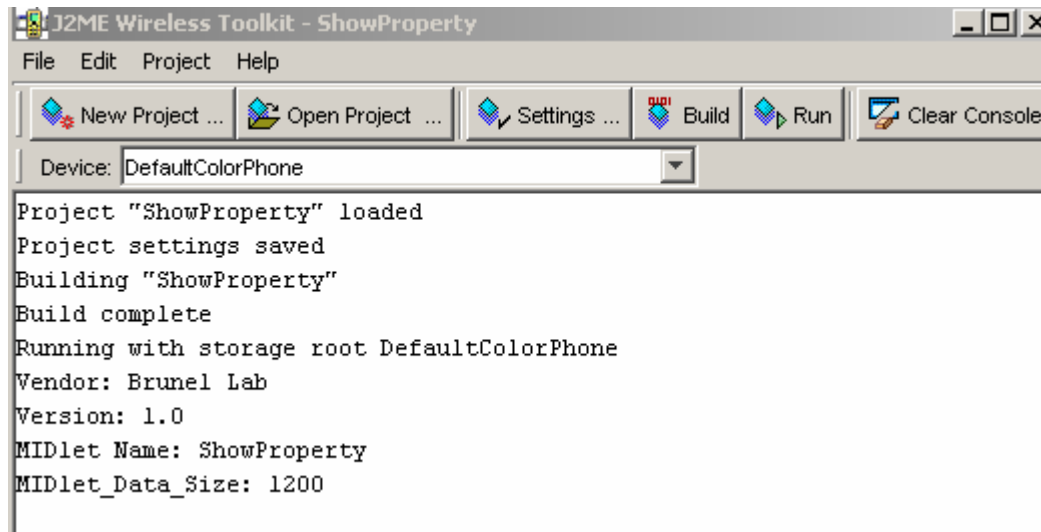 J2ME Wireless Toolkit - ShowProperty
File Edit Project Help
New Project ... Open Project ... Settings ... Build Run Clear Console
Device: DefaultColorPhone
Project "ShowProperty" loaded
Project settings saved
Building "ShowProperty"
Build complete
Running with storage root DefaultColorPhone
Vendor: Brunel Lab
Version: 1.0
MIDlet Name: ShowProperty
MIDlet_Data_Size: 1200